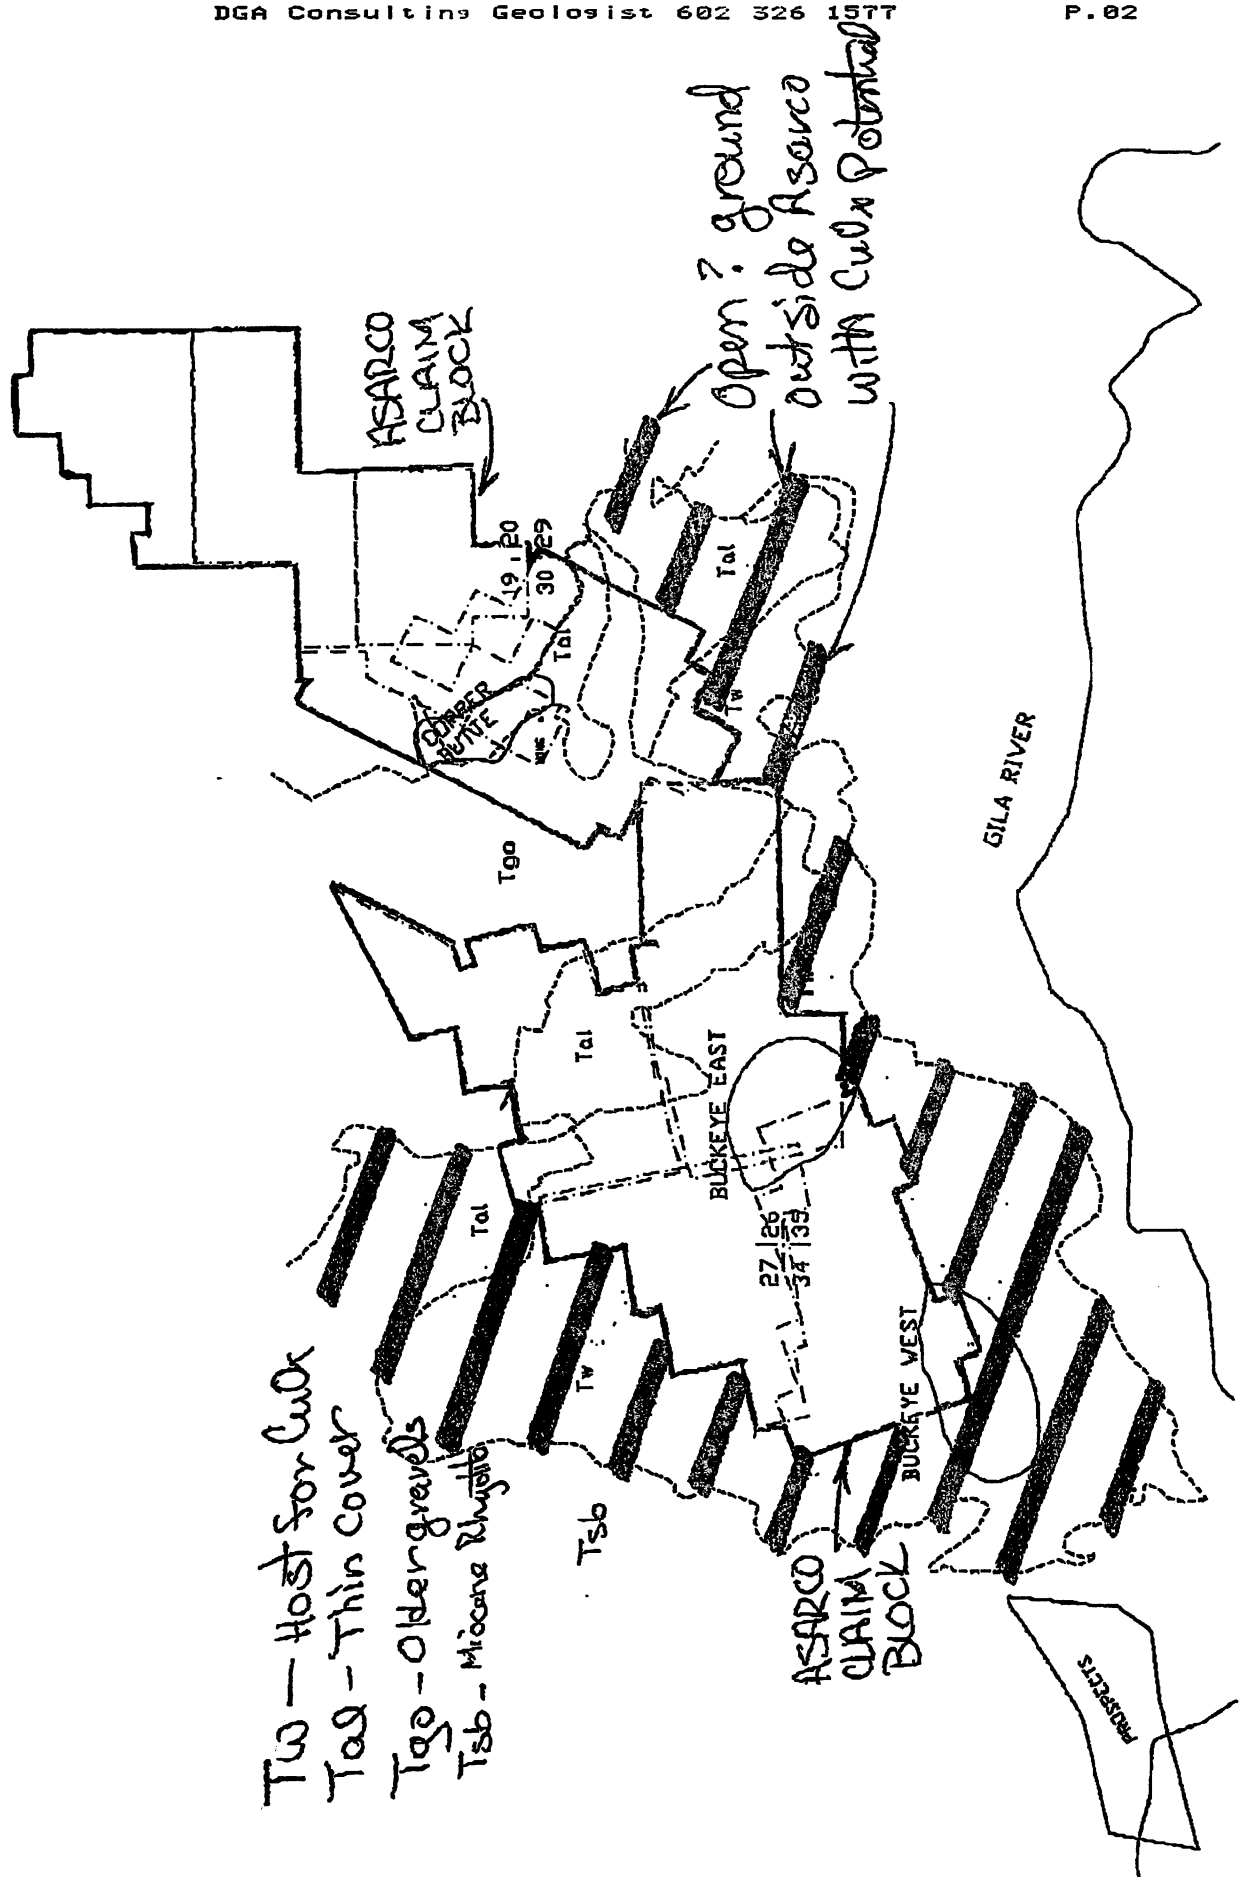 DGA Consulting Geologist 602 326 1577 P.02
Open? ground
outside Asarco
with CuOx Potential
ASARCO
CLAIM
BLOCK
19 20
30 29
Tal
COPPER
BUTTE
Tal
Tw
Tgo
GILA RIVER
Tal
BUCKEYE EAST
Tal
27 26
34 35
Tw
BUCKEYE WEST
Tsb
ASARCO
CLAIM
BLOCK
PROSPECTS
Tw - Host for CuOx
Tal - Thin Cover
Tgo - Older gravels
Tsb - Miocene Rhyolite